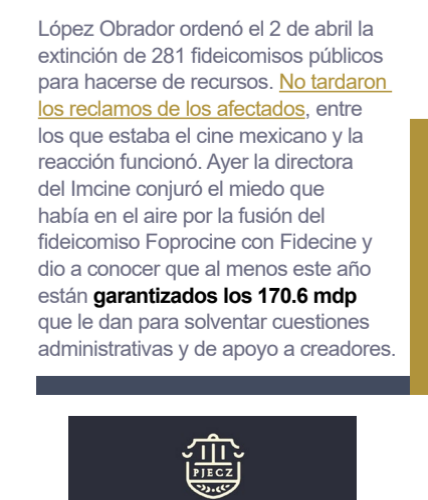 López Obrador ordenó el 2 de abril la
extinción de 281 fideicomisos públicos
para hacerse de recursos. No tardaron
los reclamos de los afectados, entre
los que estaba el cine mexicano y la
reacción funcionó. Ayer la directora
del Imcine conjuró el miedo que
había en el aire por la fusión del
fideicomiso Foprocine con Fidecine y
dio a conocer que al menos este año
están garantizados los 170.6 mdp
que le dan para solventar cuestiones
administrativas y de apoyo a creadores.
PJECZ